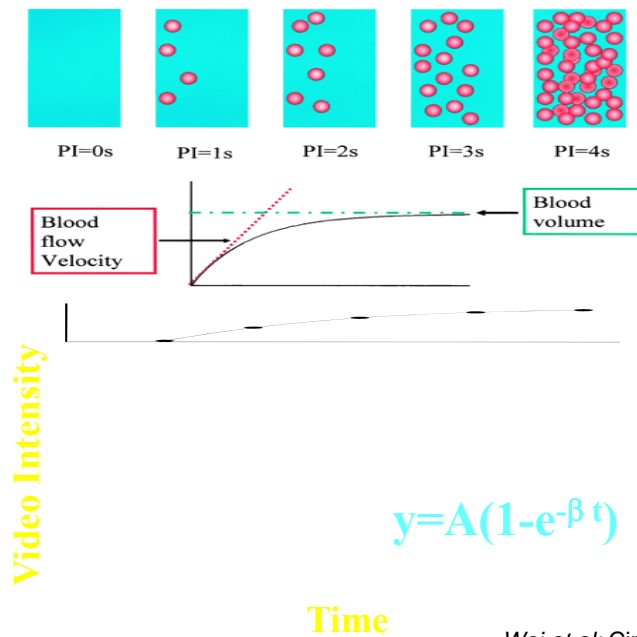 PI=0s PI=1s PI=2s PI=3s PI=4s
Blood
flow
Velocity
Blood
volume
Video Intensity
y=A(1-e-β t)
Time